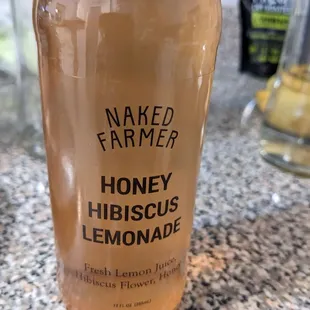 NAKED
FARMER
HONEY
HIBISCUS
LEMONADE
Fresh Lemon Juice,
Hibiscus Flower, Honey